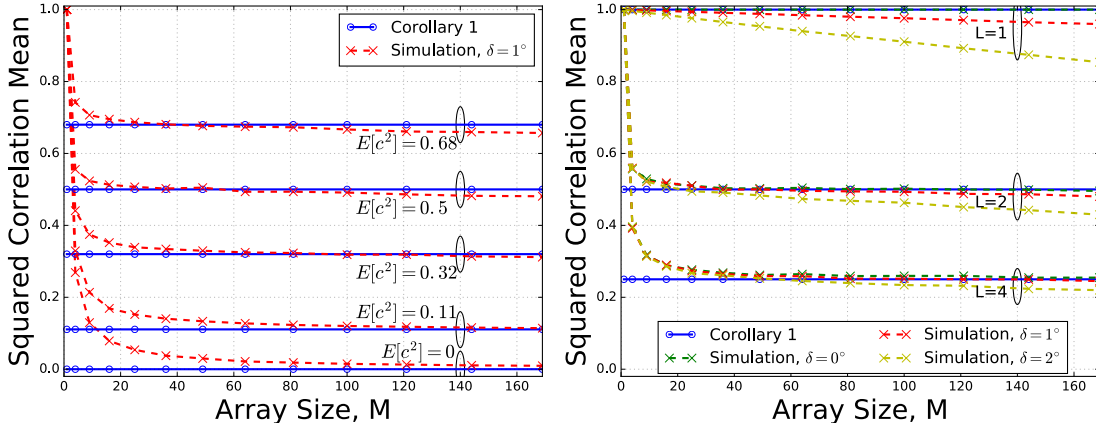 Squared Correlation Mean
1.0
0.8
0.6
0.4
0.2
0.0
Corollary 1
Simulation, δ=1°
E[c²]=0.68
E[c²]=0.5
E[c²]=0.32
E[c²]=0.11
E[c²]=0
0 20 40 60 80 100 120 140 160
Array Size, M
Squared Correlation Mean
1.0
0.8
0.6
0.4
0.2
0.0
L=1
L=2
L=4
Corollary 1
Simulation, δ=0°
Simulation, δ=1°
Simulation, δ=2°
0 20 40 60 80 100 120 140 160
Array Size, M